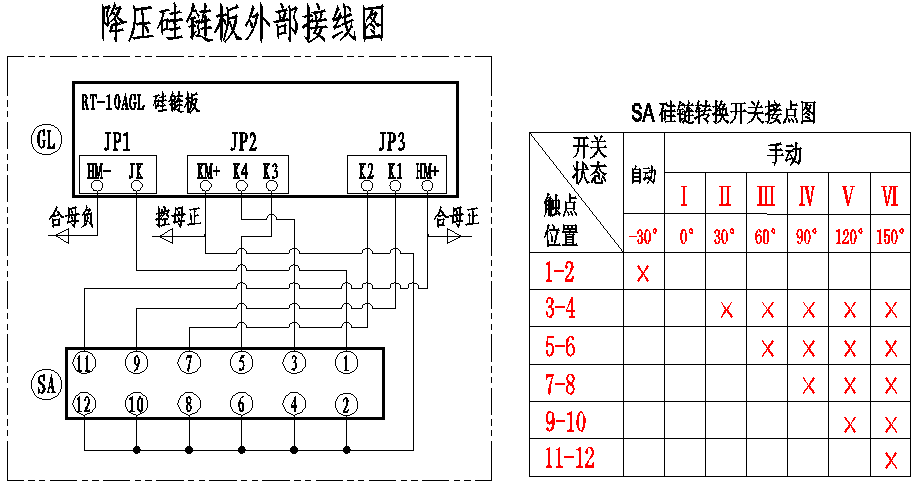 降压硅链板外部接线图
RT-10AGL 硅链板
GL
JP1 JP2 JP3
HM- JK KM+ K4 K3 K2 K1 HM+
合母负 控母正 合母正
SA
11 9 7 5 3 1
12 10 8 6 4 2
SA 硅链转换开关接点图
开关状态
触点位置
自动 手动
I II III IV V VI
-30° 0° 30° 60° 90° 120° 150°
1-2 X
3-4 X X X X X
5-6 X X X X
7-8 X X X
9-10 X X
11-12 X